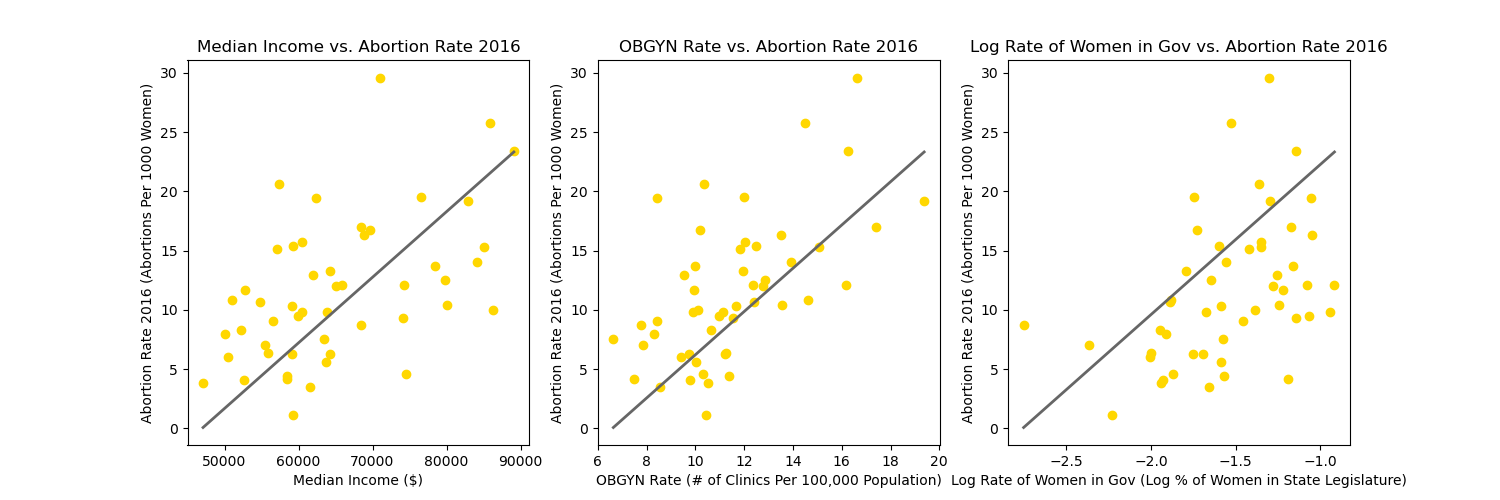 Median Income vs. Abortion Rate 2016
Abortion Rate 2016 (Abortions Per 1000 Women)
30
25
20
15
10
5
0
50000 60000 70000 80000 90000
Median Income ($)
OBGYN Rate vs. Abortion Rate 2016
Abortion Rate 2016 (Abortions Per 1000 Women)
30
25
20
15
10
5
0
6 8 10 12 14 16 18 20
OBGYN Rate (# of Clinics Per 100,000 Population)
Log Rate of Women in Gov vs. Abortion Rate 2016
Abortion Rate 2016 (Abortions Per 1000 Women)
30
25
20
15
10
5
0
−2.5 −2.0 −1.5 −1.0
Log Rate of Women in Gov (Log % of Women in State Legislature)